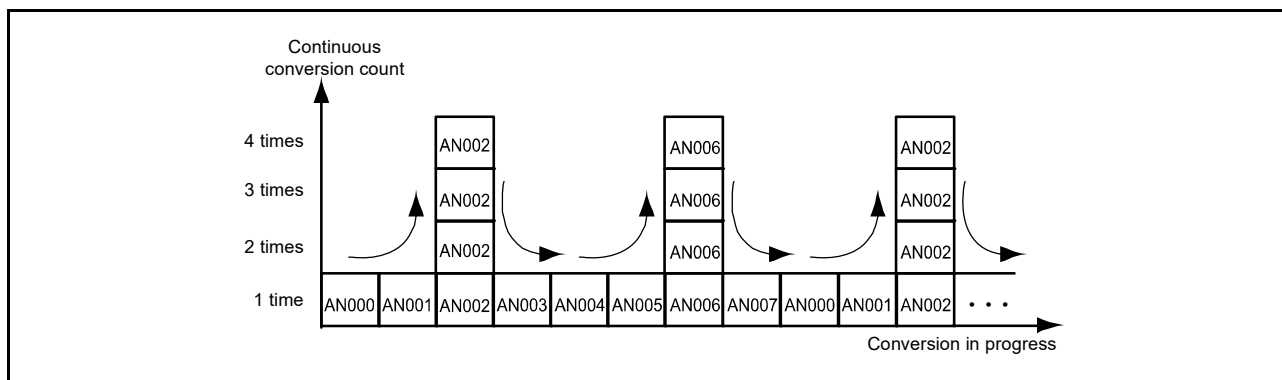 Continuous
conversion count
4 times
AN002
AN006
AN002
3 times
AN002
AN006
AN002
2 times
AN002
AN006
AN002
1 time
AN000
AN001
AN002
AN003
AN004
AN005
AN006
AN007
AN000
AN001
AN002
• • •
Conversion in progress